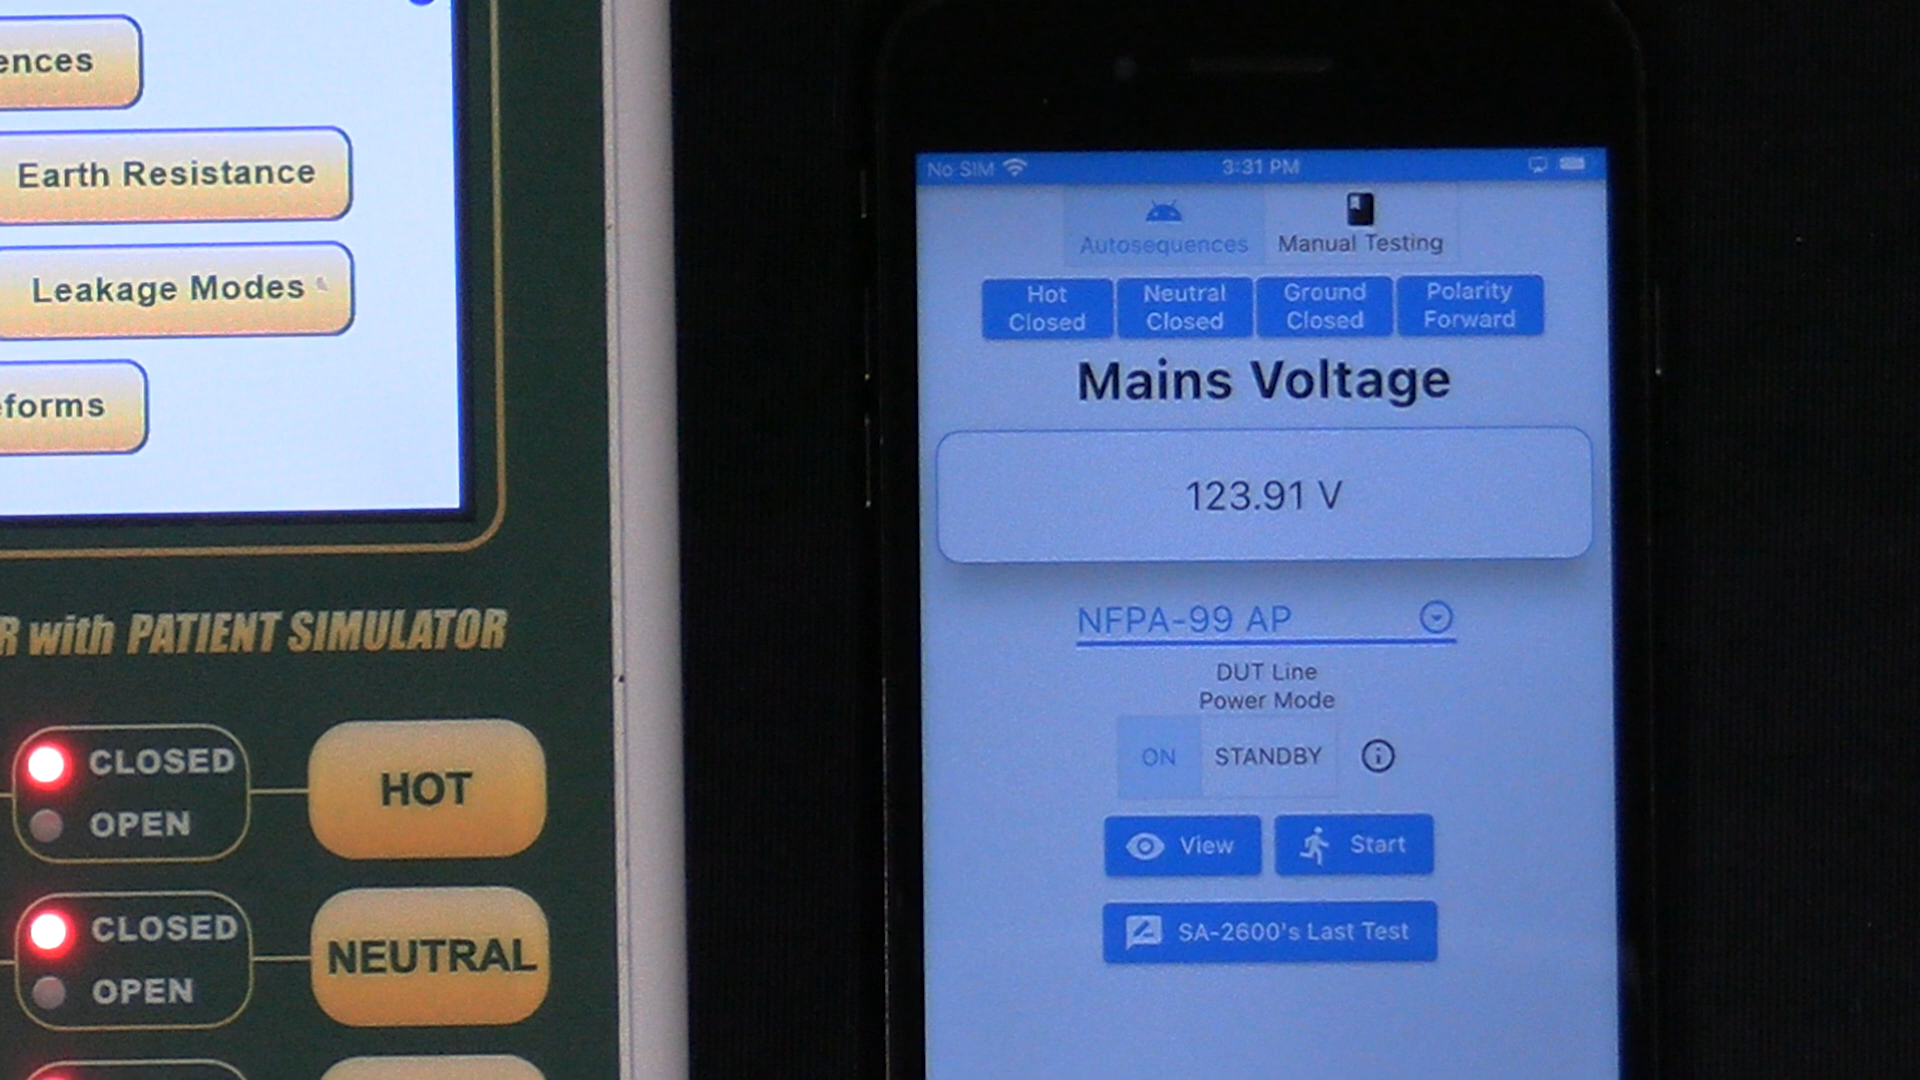 ences
Earth Resistance
Leakage Modes
forms
R with PATIENT SIMULATOR
CLOSED
OPEN
HOT
CLOSED
OPEN
NEUTRAL
No SIM
3:31 PM
Autosequences
Manual Testing
Hot
Closed
Neutral
Closed
Ground
Closed
Polarity
Forward
Mains Voltage
123.91 V
NFPA-99 AP
DUT Line
Power Mode
ON
STANDBY
View
Start
SA-2600's Last Test